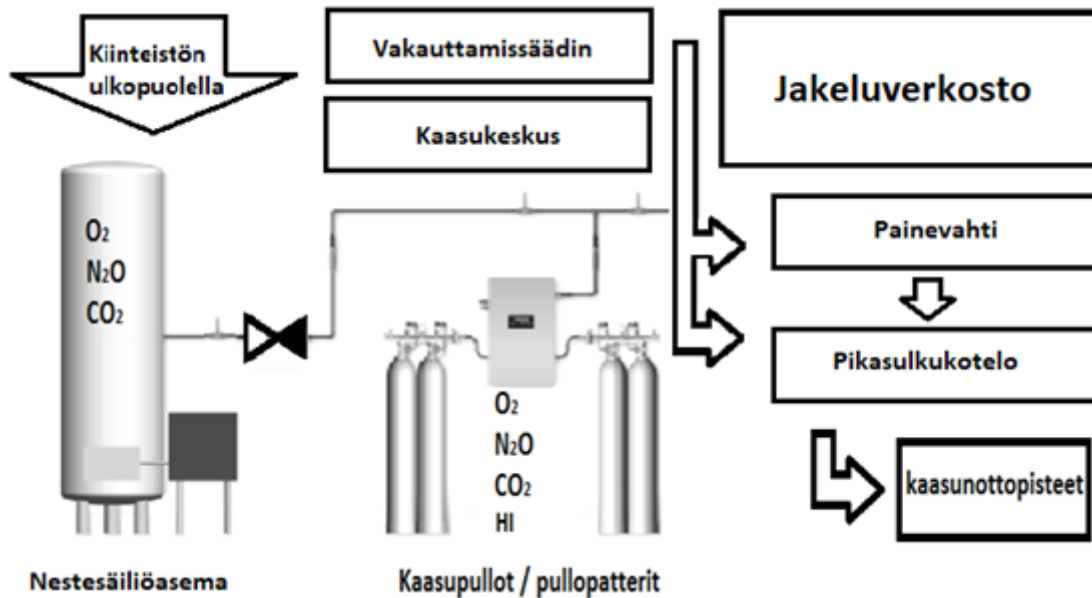 Kiinteistön
ulkopuolella
Vakauttamissäädin
Kaasukeskus
Jakeluverkosto
Painevahti
Pikasulkukotelo
kaasunottopisteet
O₂
N₂O
CO₂
O₂
N₂O
CO₂
HI
Nestesäiliöasema
Kaasupullot / pullopatterit